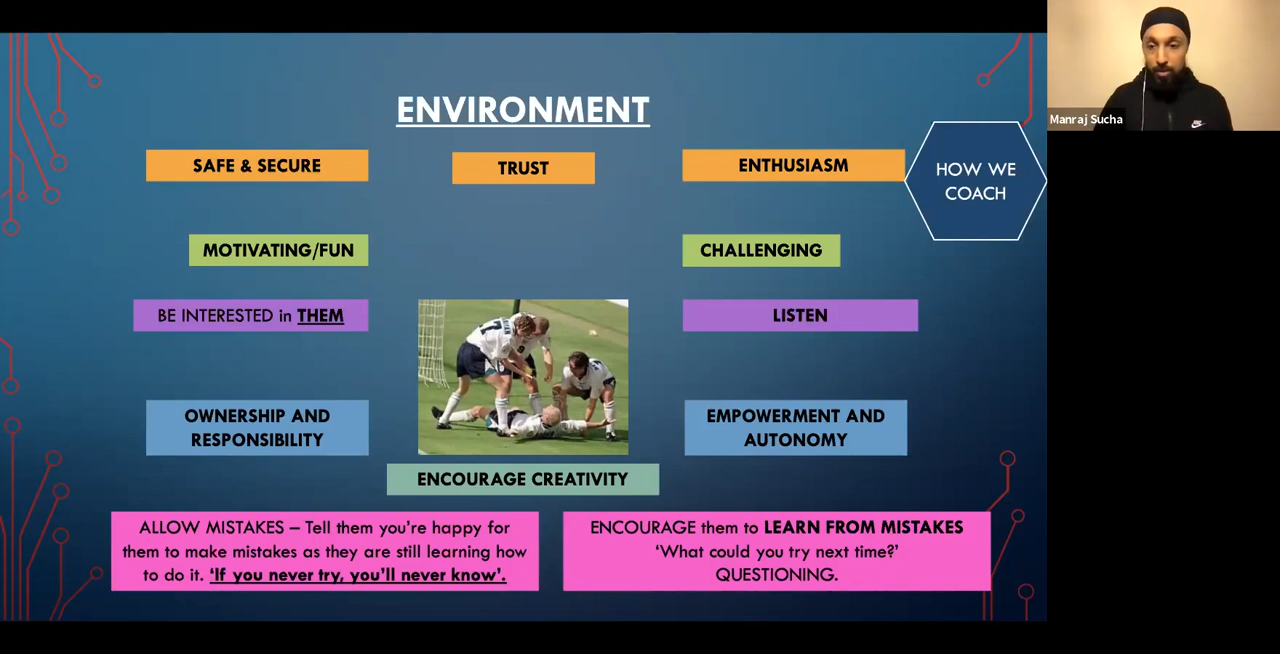 ENVIRONMENT
SAFE & SECURE
TRUST
ENTHUSIASM
HOW WE
COACH
MOTIVATING/FUN
CHALLENGING
BE INTERESTED in THEM
LISTEN
OWNERSHIP AND
RESPONSIBILITY
EMPOWERMENT AND
AUTONOMY
ENCOURAGE CREATIVITY
ALLOW MISTAKES – Tell them you’re happy for
them to make mistakes as they are still learning how
to do it. ‘If you never try, you’ll never know’.
ENCOURAGE them to LEARN FROM MISTAKES
‘What could you try next time?’
QUESTIONING.
Manraj Sucha